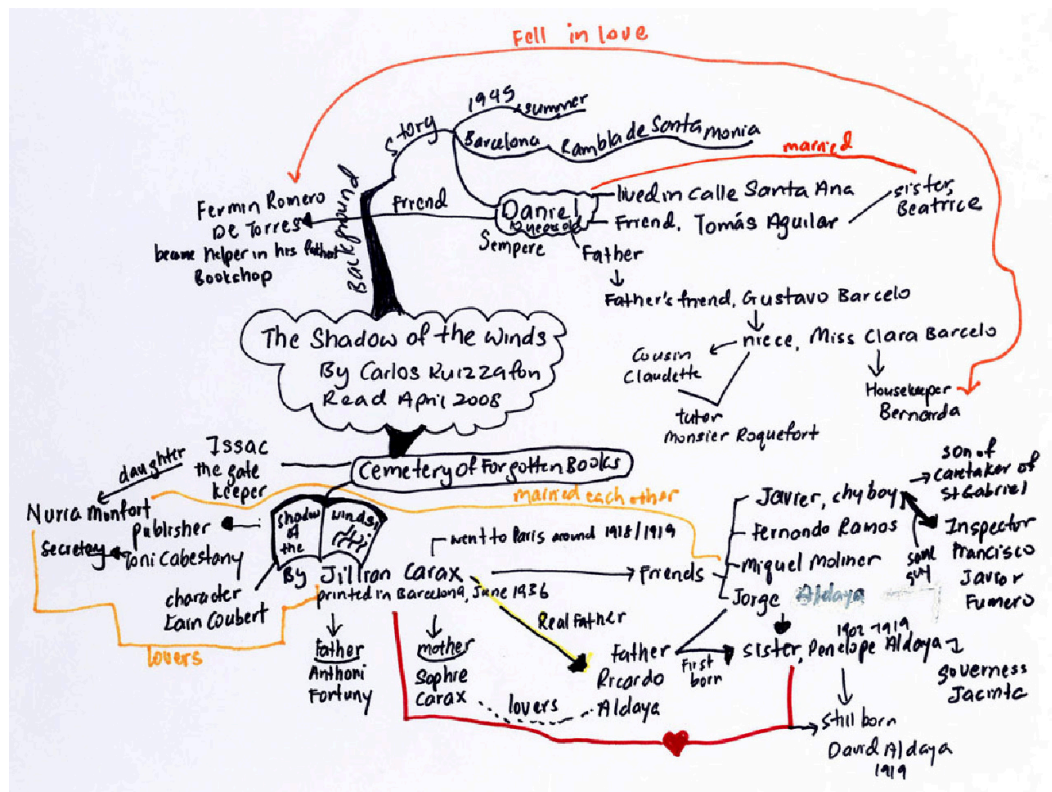 Fell in love
1945 summer
Story
Barcelona Rambla de Santa monia
married
Background
lived in Calle Santa Ana
sister,
Beatrice
Fermin Romero
De Torres
friend
Daniel
Sempere
Friend, Tomás Aguilar
became helper in his father
Bookshop
Father
Father's friend, Gustavo Barcelo
niece, Miss Clara Barcelo
Cousin
Claudette
Housekeeper
Bernarda
tutor
Monsier Roquefort
The Shadow of the Winds
By Carlos Ruizzafon
Read April 2008
Cemetery of Forgotten Books
Issac
the gate
keeper
daughter
Nuria Monfort
married each other
Publisher
Toni Cabestany
secretary
shadow
of the
winds
By Jillian Carax
printed in Barcelona, June 1936
went to Paris around 1918/1919
character
Lain Coubert
lovers
Father
Anthoni
Fortuny
mother
Sophie
Carax
lovers
Real Father
Father
Ricardo
Aldaya
first
born
friends
Javier, chyboy
Fernando Ramos
Miquel Moliner
Jorge Aldaya
son of
caretaker of
St Gabriel
same
guy
Inspector
Francisco
Javier
Fumero
1902-1919
sister, Penelope Aldaya
Governess
Jacinta
still born
David Aldaya
1919